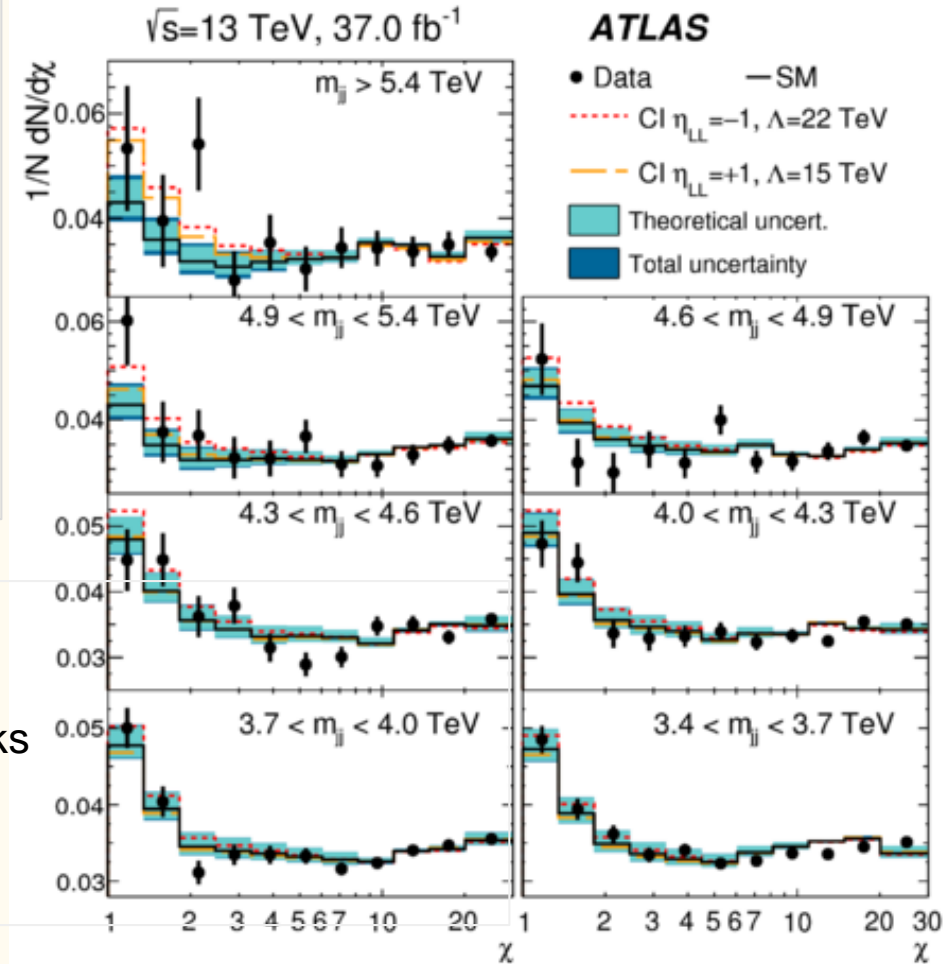 √s=13 TeV, 37.0 fb⁻¹
ATLAS
Data
SM
CI η_LL=−1, Λ=22 TeV
CI η_LL=+1, Λ=15 TeV
Theoretical uncert.
Total uncertainty
1/N dN/dχ
m_jj > 5.4 TeV
0.06
0.04
4.9 < m_jj < 5.4 TeV
4.6 < m_jj < 4.9 TeV
0.06
0.04
4.3 < m_jj < 4.6 TeV
4.0 < m_jj < 4.3 TeV
0.05
0.04
0.03
3.7 < m_jj < 4.0 TeV
3.4 < m_jj < 3.7 TeV
ks
0.05
0.04
0.03
1 2 3 4 5 6 7 10 20
1 2 3 4 5 6 7 10 20 30
χ
χ